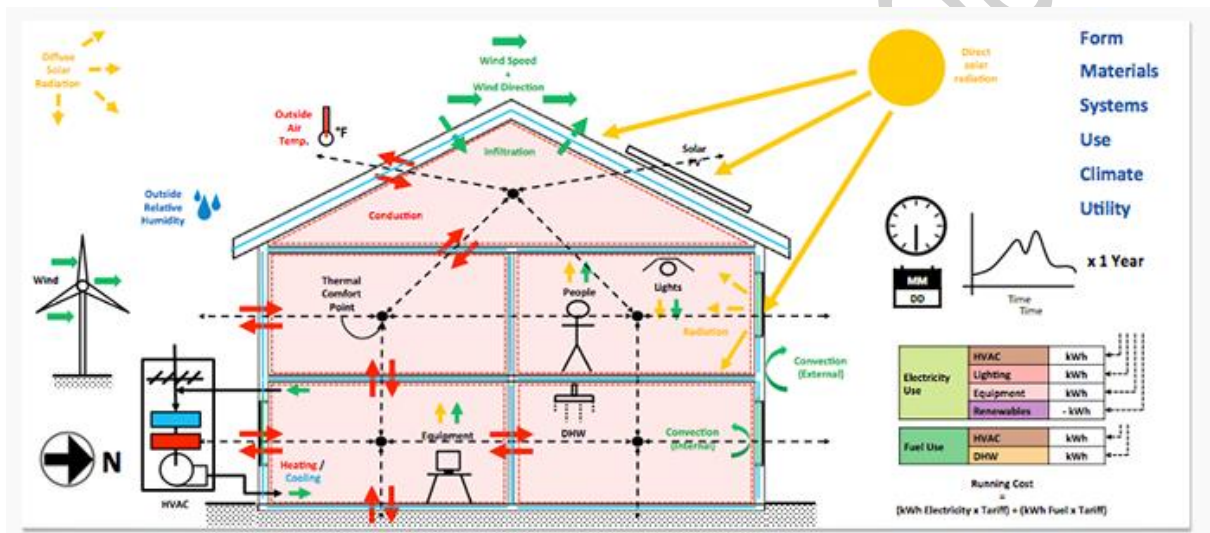 Diffuse
Solar
Radiation
Wind Speed
+
Wind Direction
Direct
solar
radiation
Form
Materials
Systems
Use
Climate
Utility
Outside
Air
Temp.
°F
Infiltration
Solar
PV
Outside
Relative
Humidity
Conduction
Wind
Thermal
Comfort
Point
People
Lights
Radiation
MM
DD
x 1 Year
Time
Time
Convection
(External)
Electricity
Use
HVAC kWh
Lighting kWh
Equipment kWh
Renewables - kWh
Fuel Use
HVAC kWh
DHW kWh
Equipment
DHW
Convection
(Internal)
N
Heating /
Cooling
HVAC
Running Cost
=
(kWh Electricity x Tariff) + (kWh Fuel x Tariff)